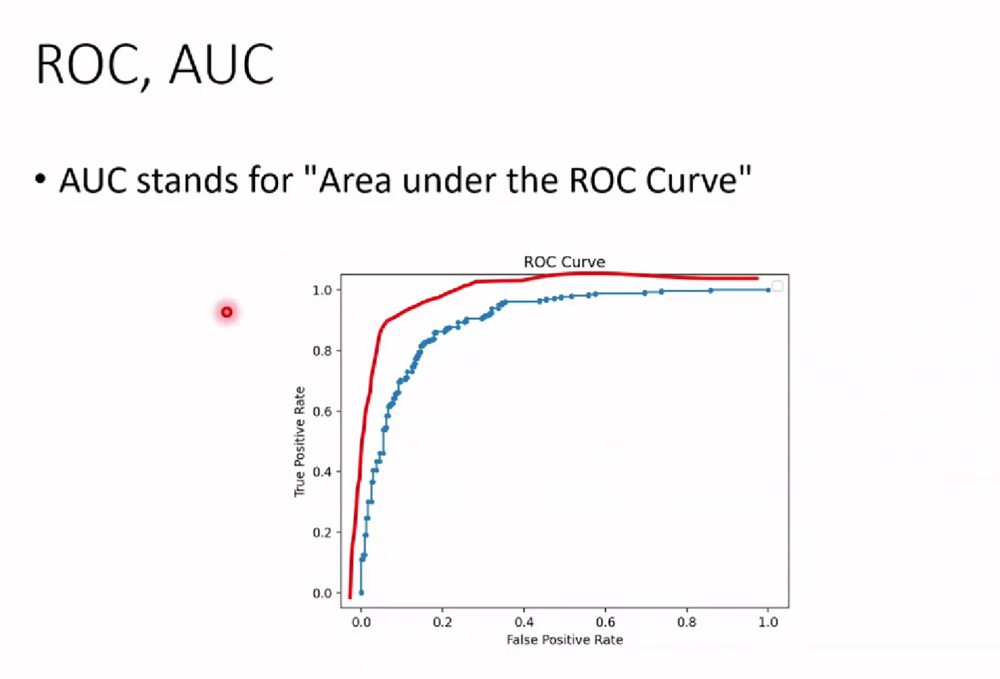 ROC, AUC
• AUC stands for "Area under the ROC Curve"
ROC Curve
1.0
0.8
0.6
0.4
0.2
0.0
True Positive Rate
0.0 0.2 0.4 0.6 0.8 1.0
False Positive Rate